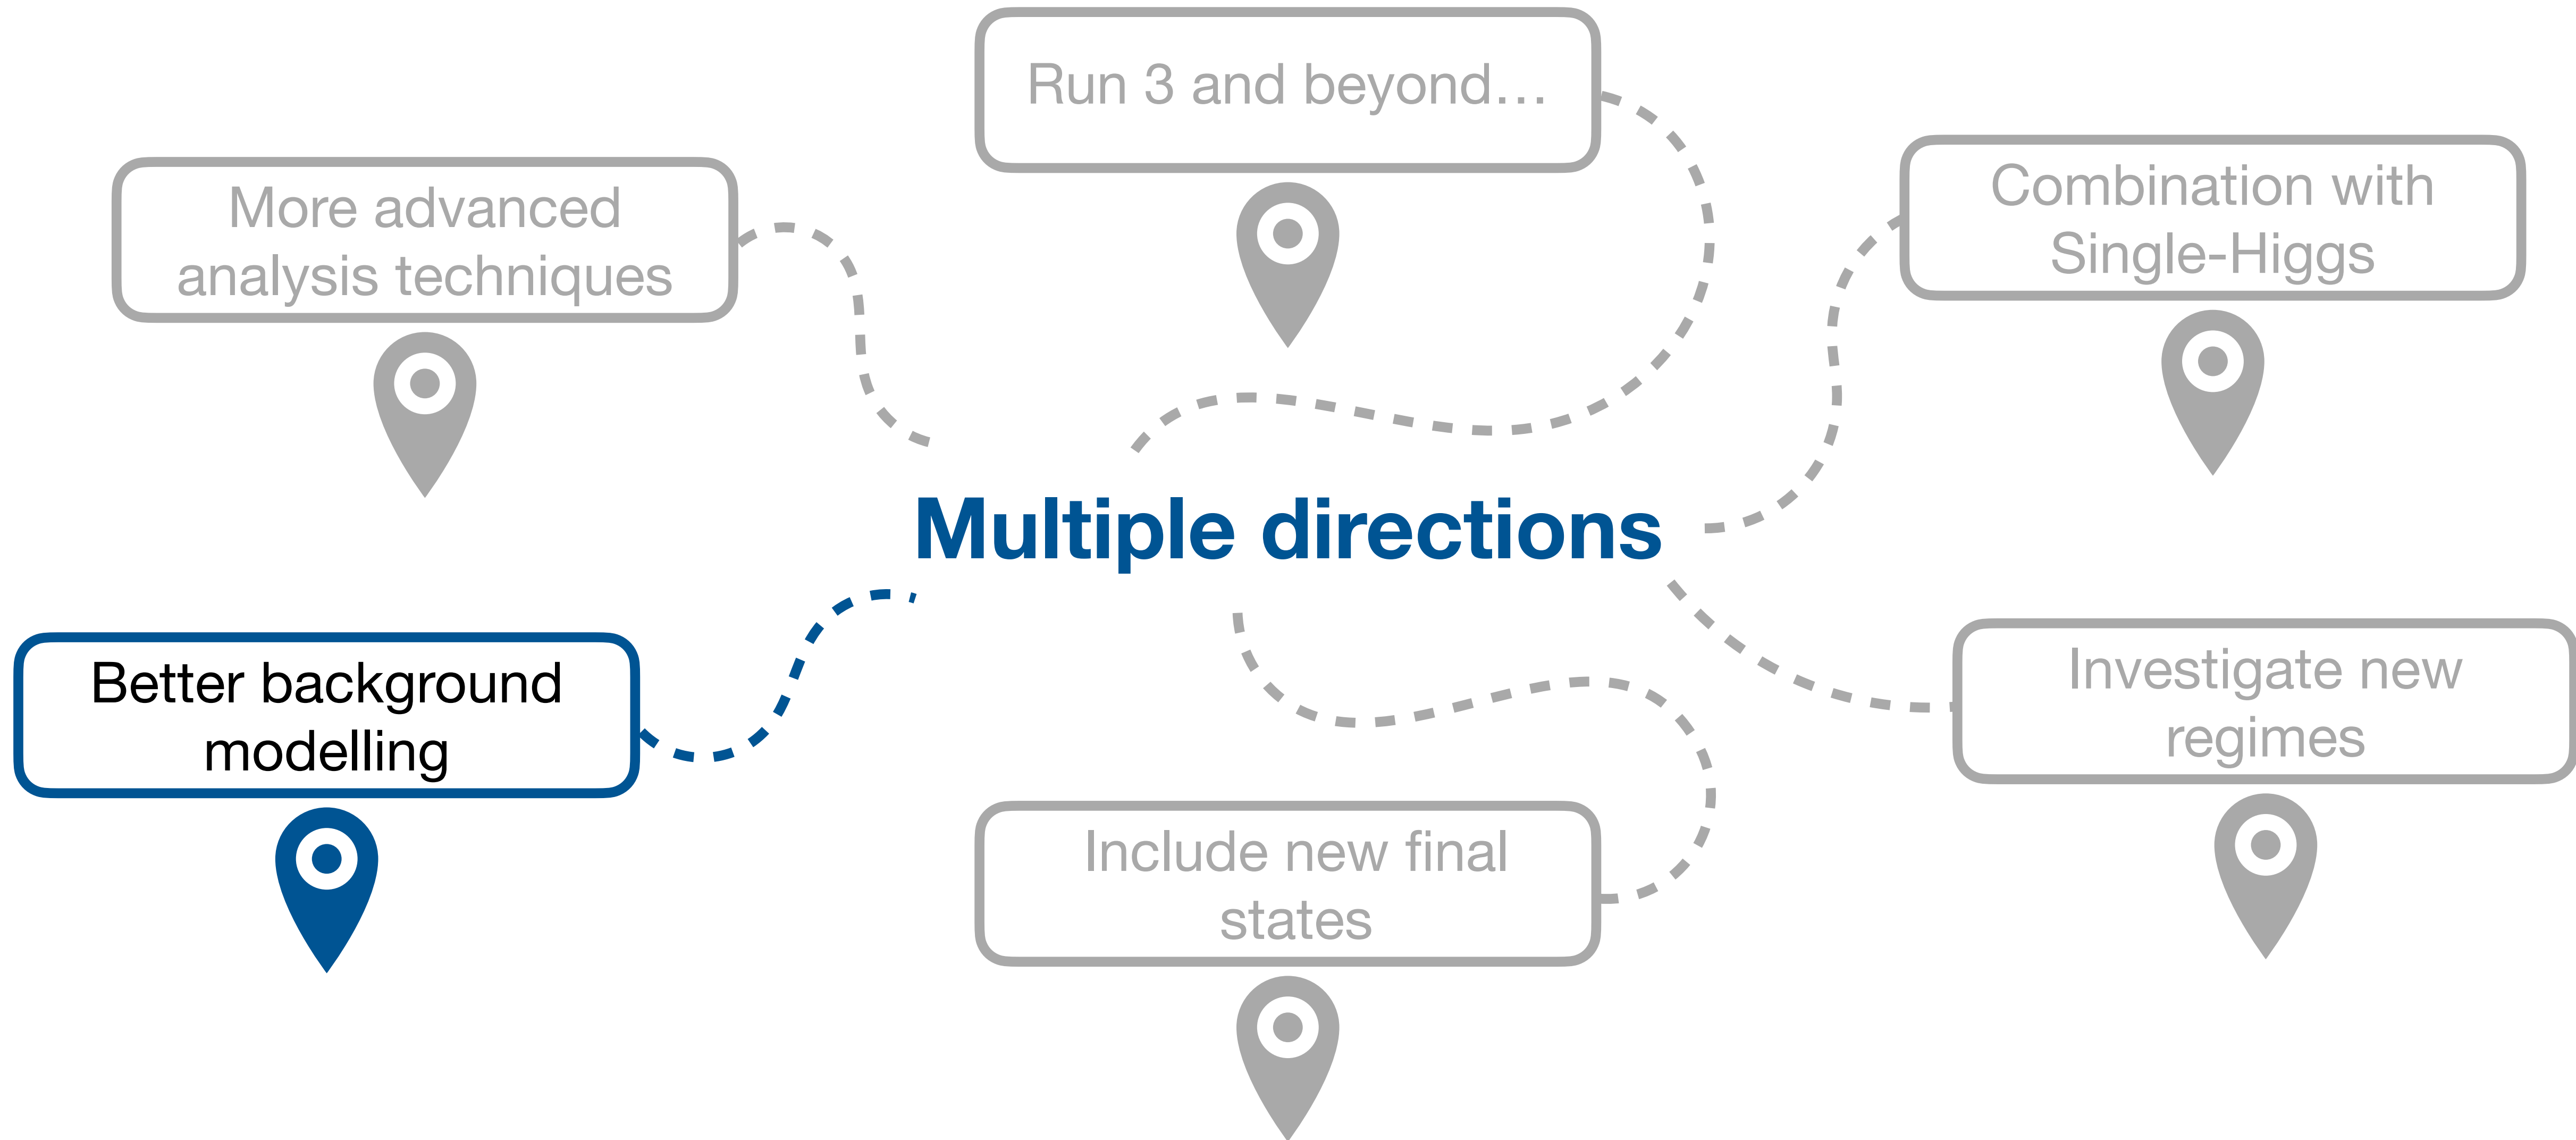 Run 3 and beyond…
More advanced
analysis techniques
Combination with
Single-Higgs
Multiple directions
Better background
modelling
Investigate new
regimes
Include new final
states